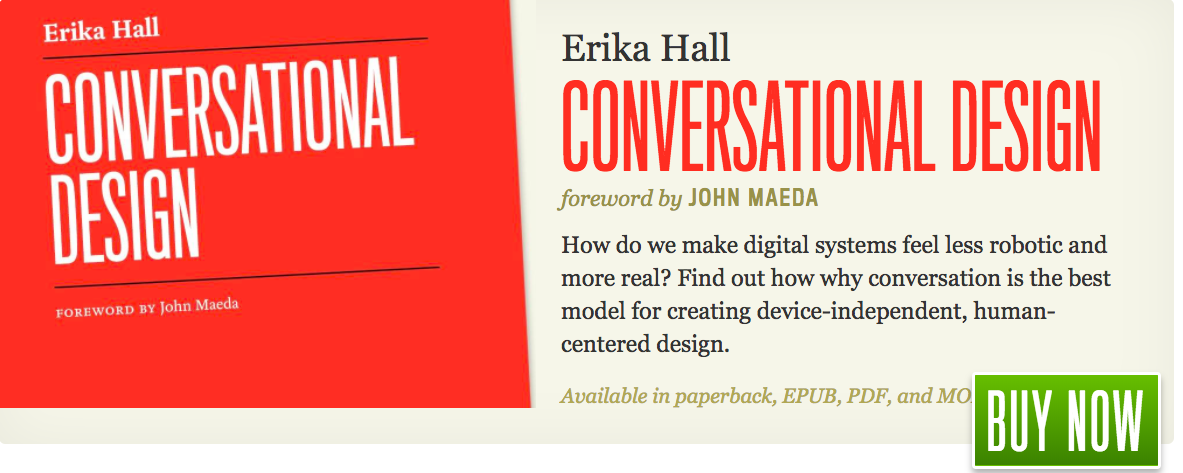 Erika Hall
CONVERSATIONAL
DESIGN
FOREWORD BY John Maeda
Erika Hall
CONVERSATIONAL DESIGN
foreword by JOHN MAEDA
How do we make digital systems feel less robotic and
more real? Find out how why conversation is the best
model for creating device-independent, human-
centered design.
Available in paperback, EPUB, PDF, and
BUY NOW